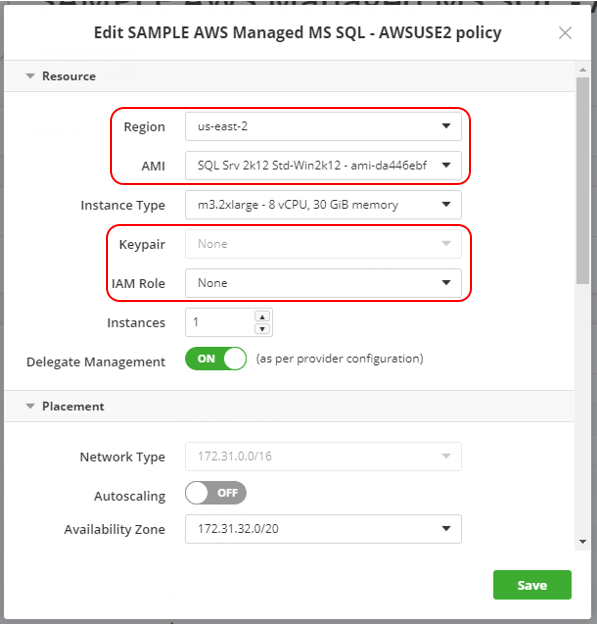 Edit SAMPLE AWS Managed MS SQL - AWSUSE2 policy
Resource
Region us-east-2
AMI SQL Srv 2k12 Std-Win2k12 - ami-da446ebf
Instance Type m3.2xlarge - 8 vCPU, 30 GiB memory
Keypair None
IAM Role None
Instances 1
Delegate Management ON (as per provider configuration)
Placement
Network Type 172.31.0.0/16
Autoscaling OFF
Availability Zone 172.31.32.0/20
Save